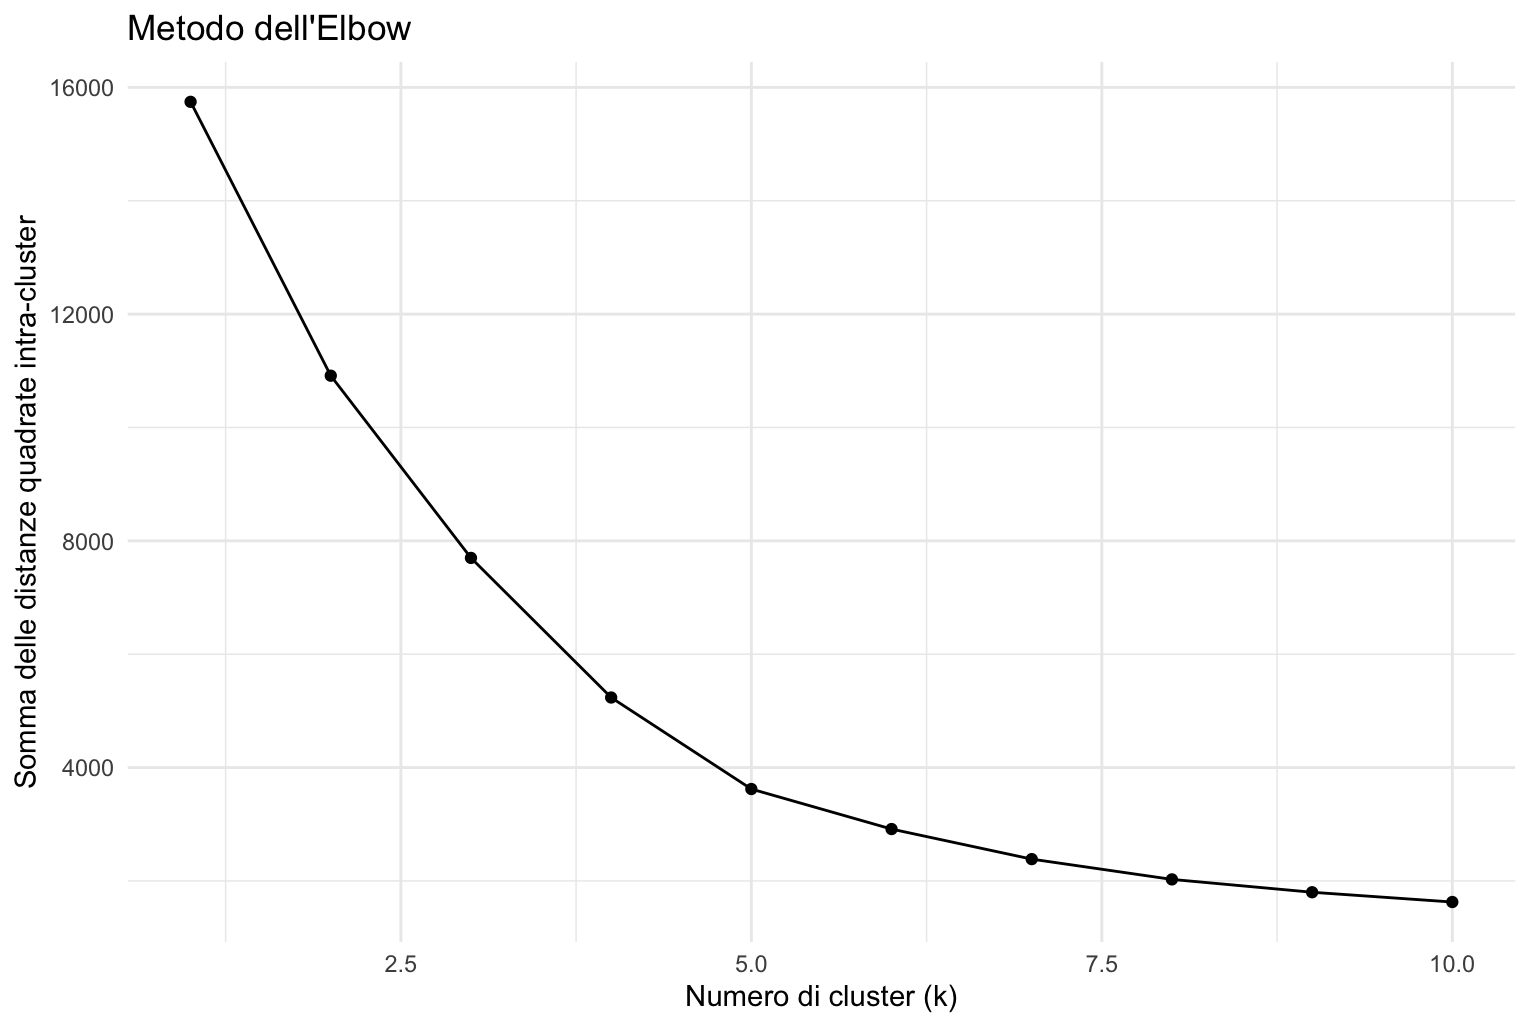 Metodo dell'Elbow
Somma delle distanze quadrate intra-cluster
16000
12000
8000
4000
2.5
5.0
7.5
10.0
Numero di cluster (k)